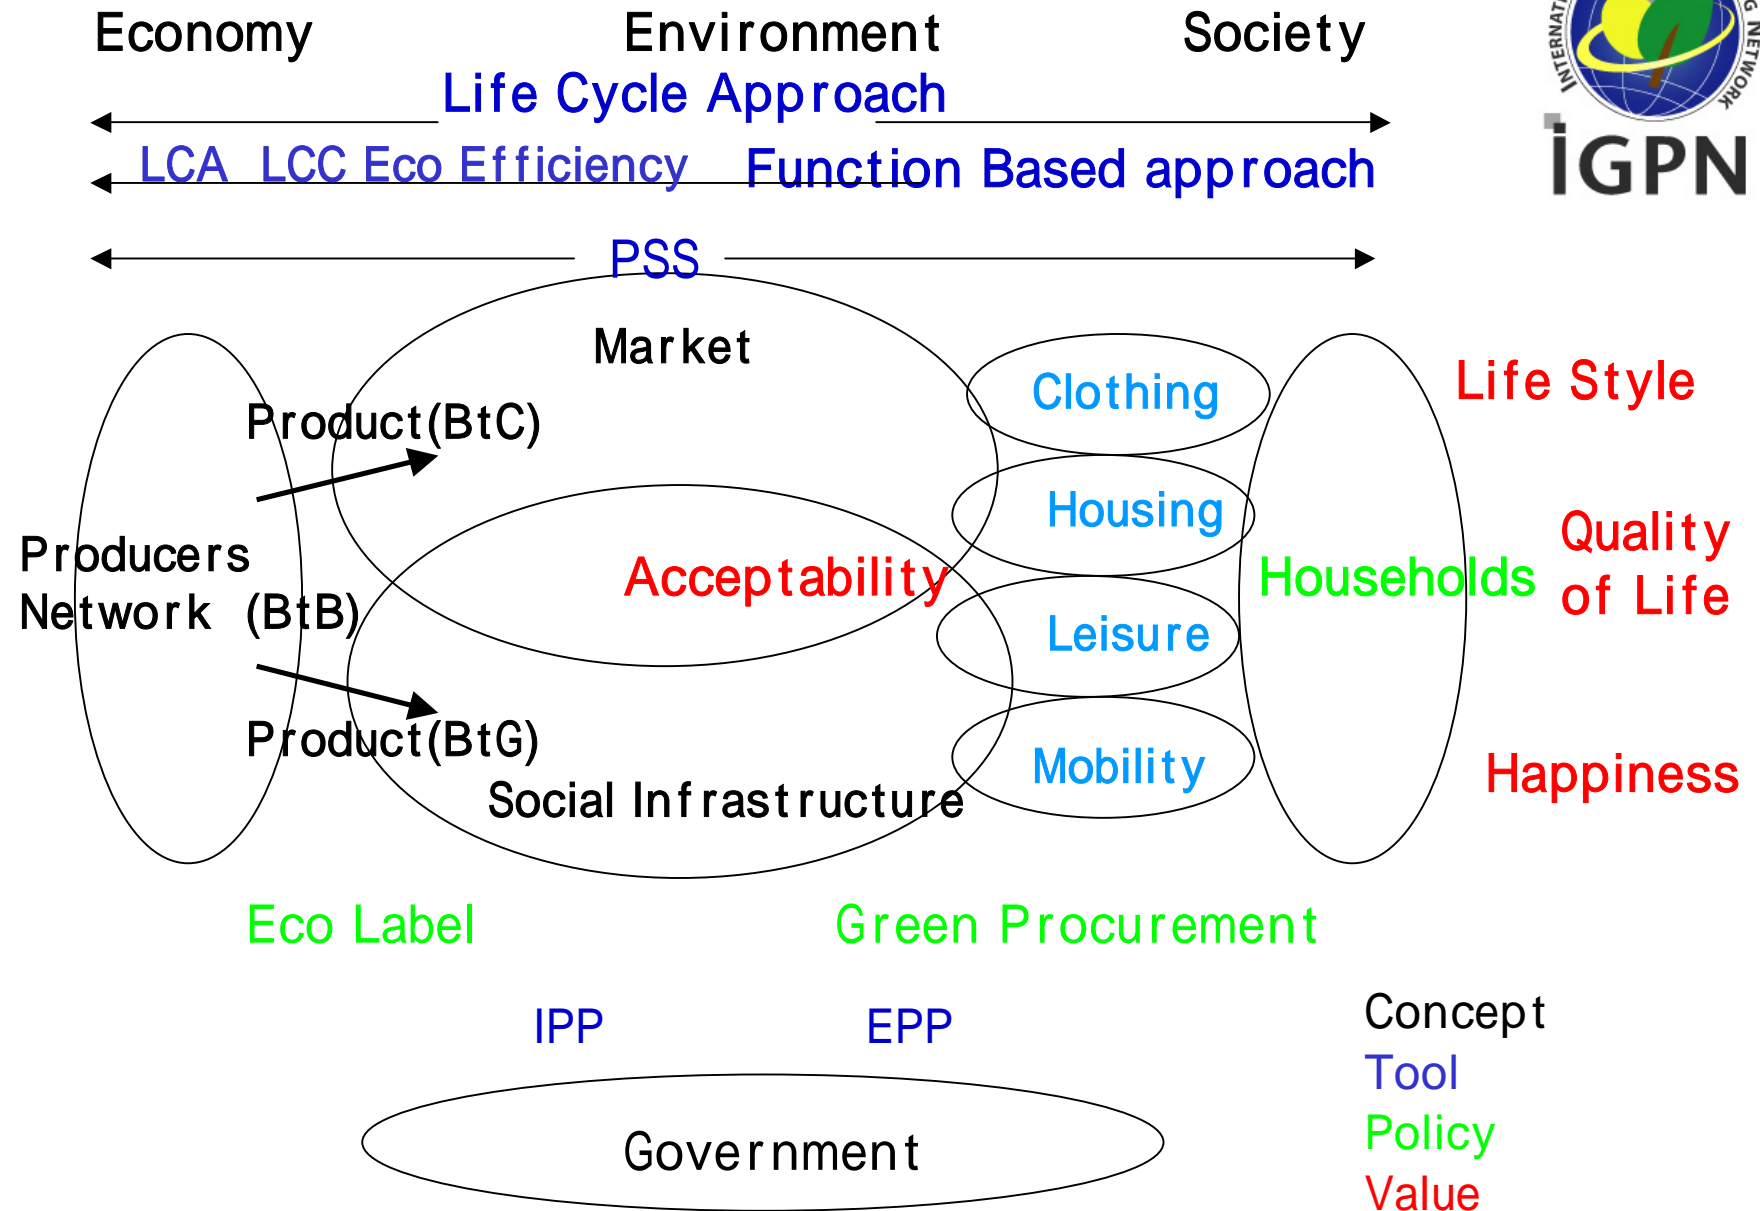 Economy Environment Society
Life Cycle Approach
LCA LCC Eco Efficiency Function Based approach
PSS
INTERNATI
G NETWORK
iGPN
Market
Product(BtC)
Clothing
Life Style
Housing
Producers
Network (BtB)
Acceptability
Households
Quality
of Life
Leisure
Product(BtG)
Social Infrastructure
Mobility
Happiness
Eco Label Green Procurement
IPP EPP
Government
Concept
Tool
Policy
Value